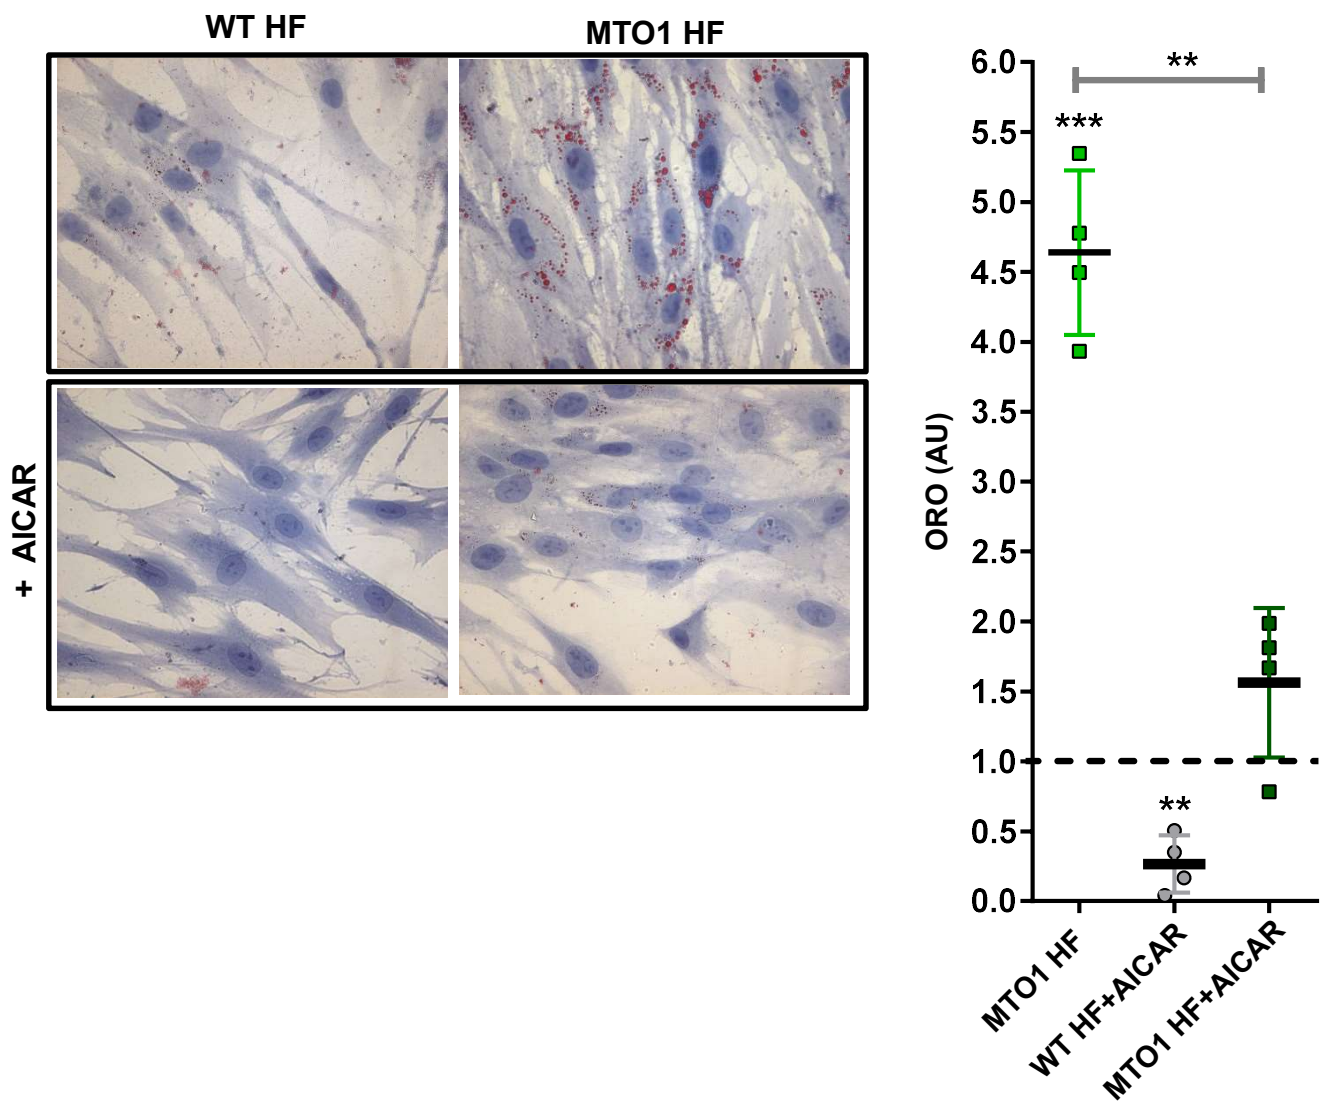 WT HF
MTO1 HF
+ AICAR
**
***
**
ORO (AU)
6.0
5.5
5.0
4.5
4.0
3.5
3.0
2.5
2.0
1.5
1.0
0.5
0.0
MTO1 HF
WT HF+AICAR
MTO1 HF+AICAR